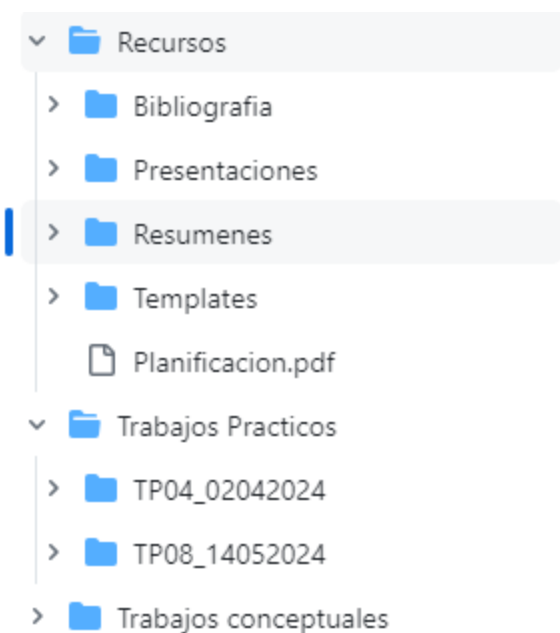 Recursos
Bibliografia
Presentaciones
Resumenes
Templates
Planificacion.pdf
Trabajos Practicos
TP04_02042024
TP08_14052024
Trabajos conceptuales